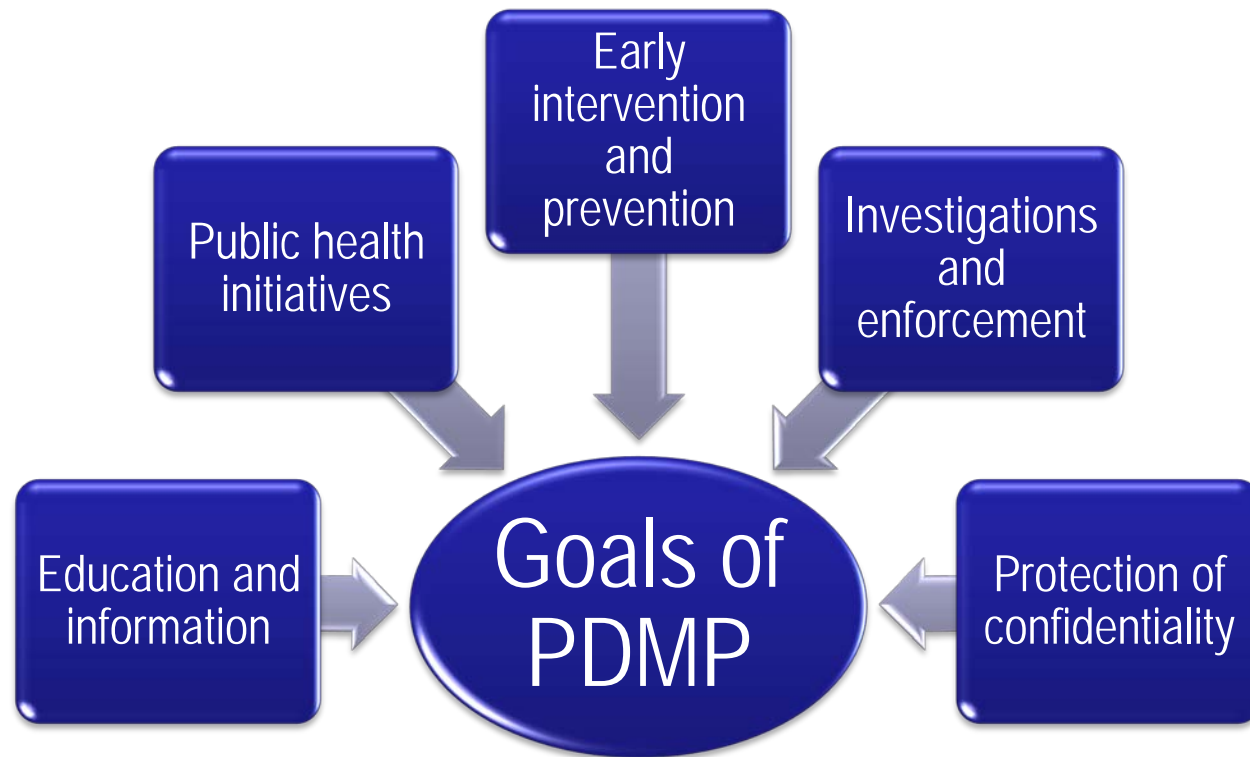 Early
intervention
and
prevention
Public health
initiatives
Investigations
and
enforcement
Education and
information
Goals of
PDMP
Protection of
confidentiality